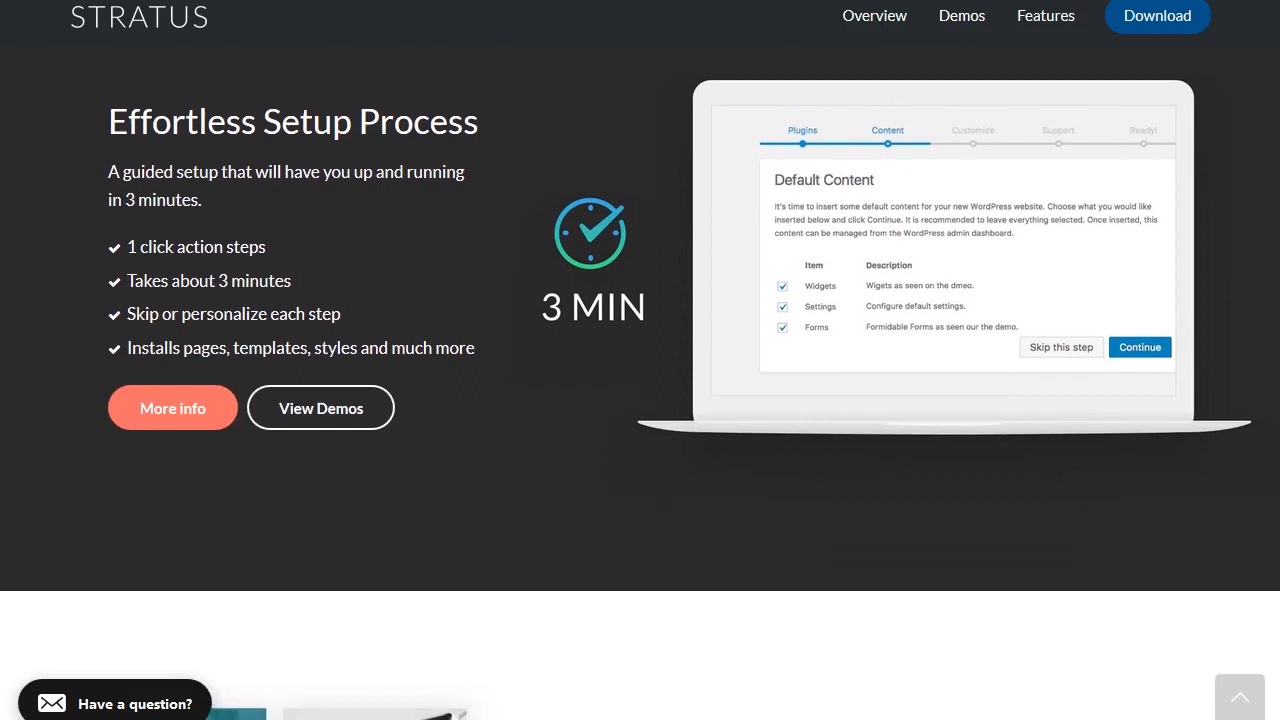 STRATUS
Overview
Demos
Features
Download
Effortless Setup Process
A guided setup that will have you up and running
in 3 minutes.
1 click action steps
Takes about 3 minutes
Skip or personalize each step
Installs pages, templates, styles and much more
More info
View Demos
3 MIN
Plugins
Content
Customize
Support
Ready!
Default Content
It's time to insert some default content for your new WordPress website. Choose what you would like
inserted below and click Continue. It is recommended to leave everything selected. Once inserted, this
content can be managed from the WordPress admin dashboard.
Item Description
Widgets Wigets as seen on the dmeo.
Settings Configure default settings.
Forms Formidable Forms as seen our the demo.
Skip this step
Continue
Have a question?